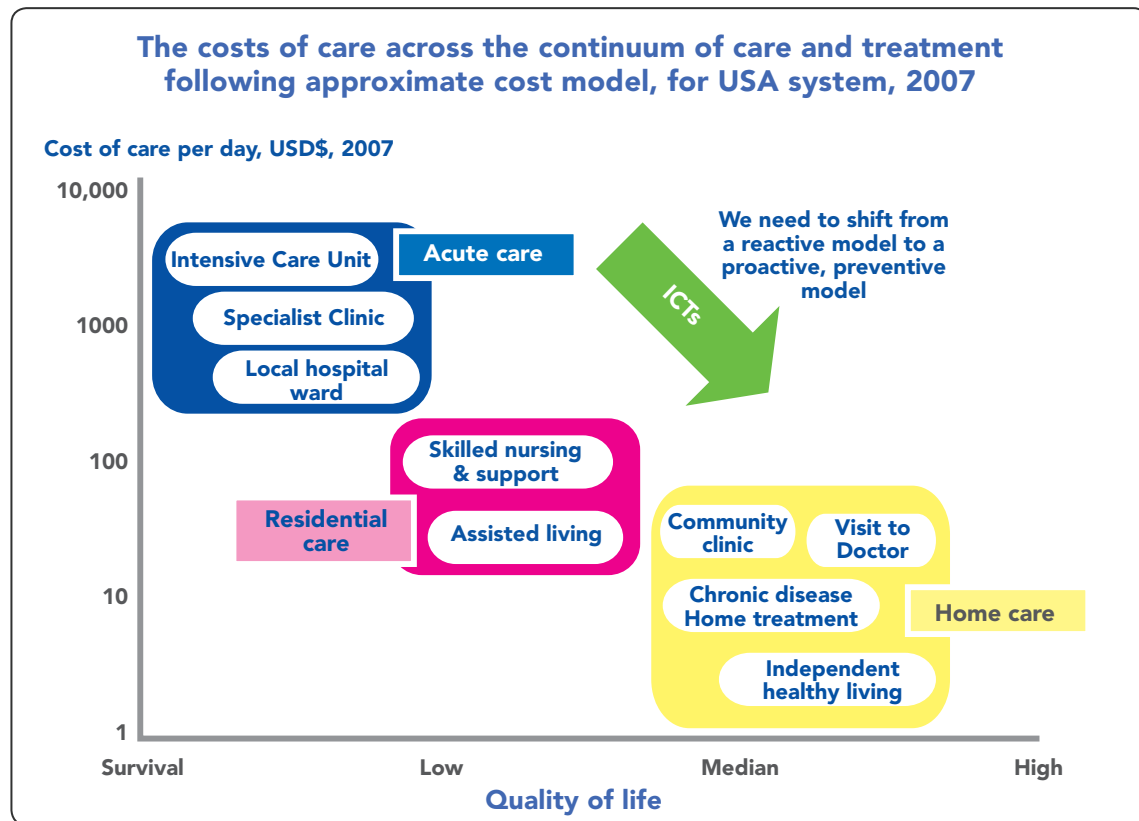 The costs of care across the continuum of care and treatment
following approximate cost model, for USA system, 2007
Cost of care per day, USD$, 2007
10,000
1000
100
10
1
Intensive Care Unit
Specialist Clinic
Local hospital
ward
Acute care
ICTs
We need to shift from
a reactive model to a
proactive, preventive
model
Skilled nursing
& support
Assisted living
Residential
care
Community
clinic
Visit to
Doctor
Chronic disease
Home treatment
Independent
healthy living
Home care
Survival
Low
Median
High
Quality of life